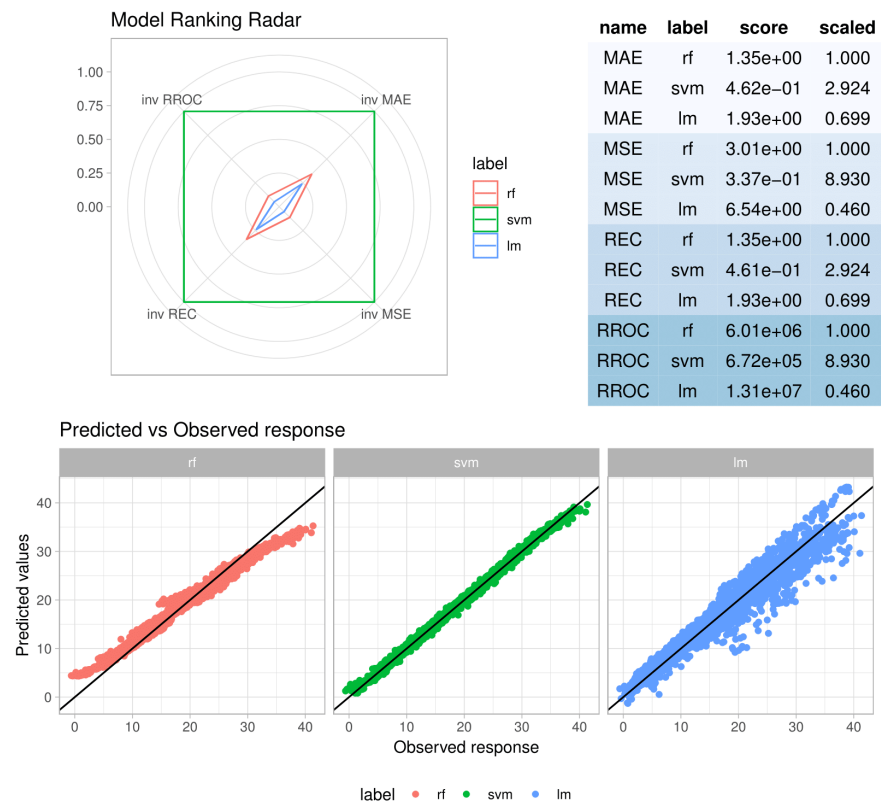 Model Ranking Radar
1.00
0.75
0.50
0.25
0.00
inv RROC
inv MAE
inv REC
inv MSE
label
rf
svm
lm
name label score scaled
MAE rf 1.35e+00 1.000
MAE svm 4.62e−01 2.924
MAE lm 1.93e+00 0.699
MSE rf 3.01e+00 1.000
MSE svm 3.37e−01 8.930
MSE lm 6.54e+00 0.460
REC rf 1.35e+00 1.000
REC svm 4.61e−01 2.924
REC lm 1.93e+00 0.699
RROC rf 6.01e+06 1.000
RROC svm 6.72e+05 8.930
RROC lm 1.31e+07 0.460
Predicted vs Observed response
rf svm lm
Predicted values
40
30
20
10
0
0 10 20 30 40 0 10 20 30 40 0 10 20 30 40
Observed response
label rf svm lm